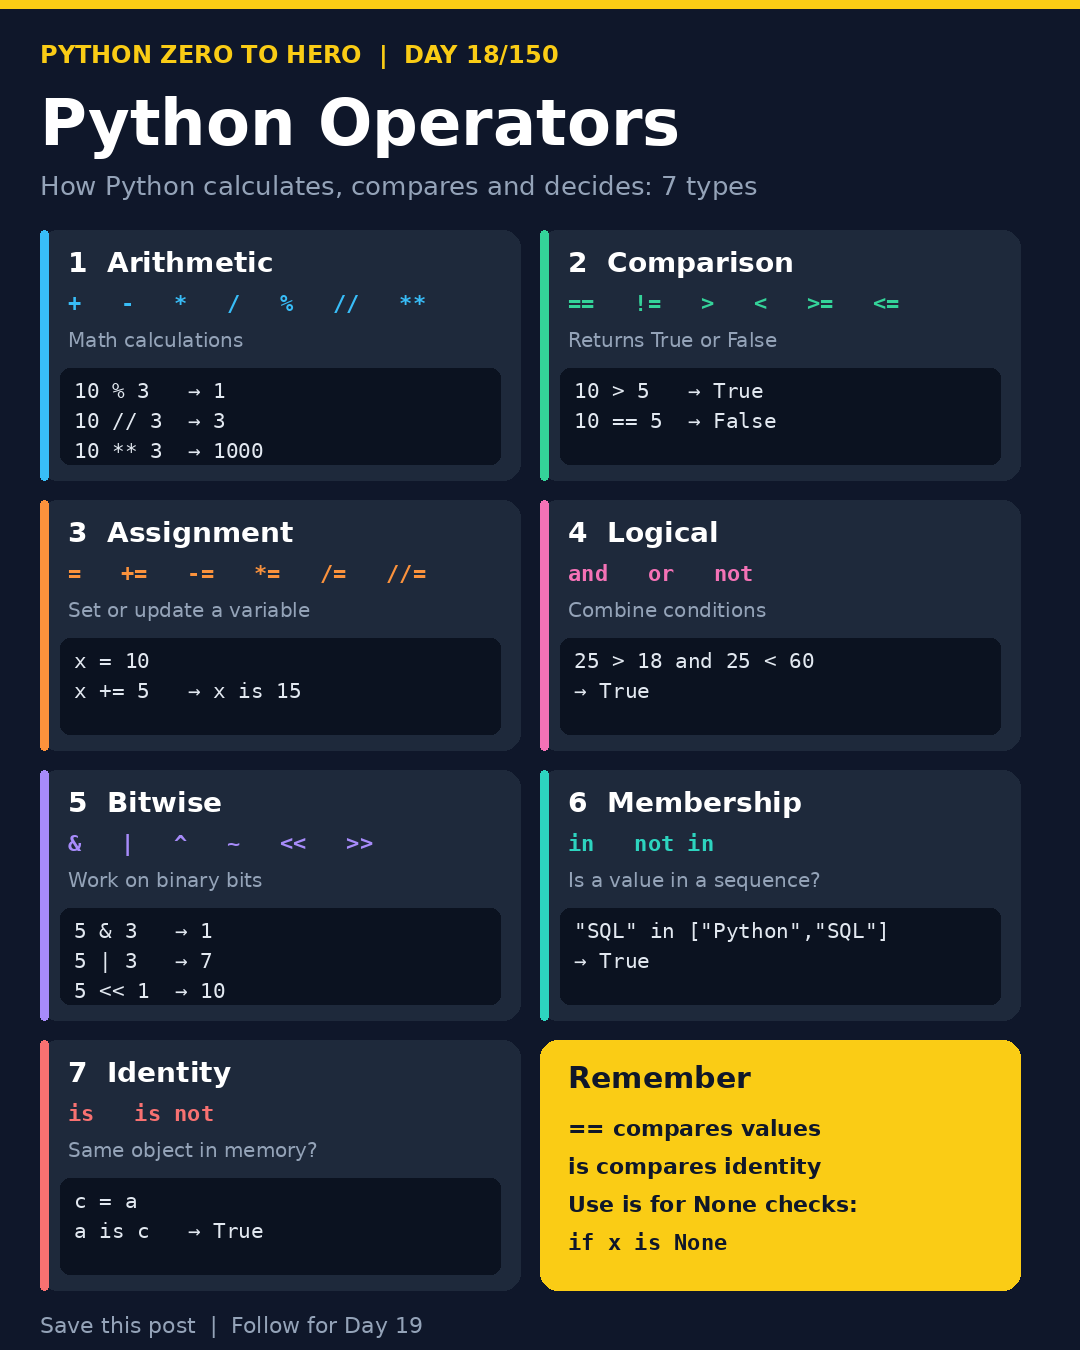 PYTHON ZERO TO HERO | DAY 18/150
Python Operators
How Python calculates, compares and decides: 7 types
1 Arithmetic
+ - * / % // **
Math calculations
10 % 3 → 1
10 // 3 → 3
10 ** 3 → 1000
2 Comparison
== != > < >= <=
Returns True or False
10 > 5 → True
10 == 5 → False
3 Assignment
= += -= *= /= //=
Set or update a variable
x = 10
x += 5 → x is 15
4 Logical
and or not
Combine conditions
25 > 18 and 25 < 60
→ True
5 Bitwise
& | ^ ~ << >>
Work on binary bits
5 & 3 → 1
5 | 3 → 7
5 << 1 → 10
6 Membership
in not in
Is a value in a sequence?
"SQL" in ["Python","SQL"]
→ True
7 Identity
is is not
Same object in memory?
c = a
a is c → True
Remember
== compares values
is compares identity
Use is for None checks:
if x is None
Save this post | Follow for Day 19